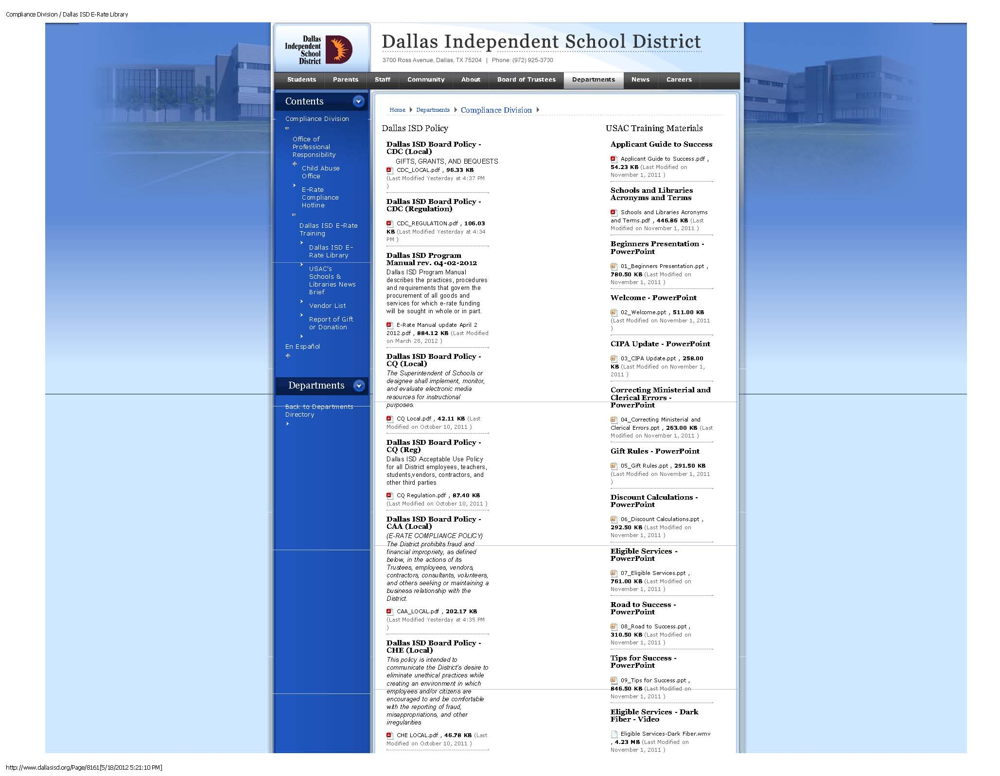 Compliance Division / Dallas ISD E-Rate Library
Dallas
Independent
School
District
Dallas Independent School District
3700 Ross Avenue, Dallas, TX 75204 | Phone: (972) 925-3700
Students Parents Staff Community About Board of Trustees Departments News Careers
Contents
Compliance Division
Office of
Professional
Responsibility
Child Abuse
Office
E-Rate
Compliance
Hotline
Dallas ISD E-Rate
Training
Dallas ISD E-
Rate Library
USAC's
Schools &
Libraries News
Brief
Vendor List
Report of Gift
or Donation
En Español
Departments
Back to Departments
Directory
Home Departments Compliance Division
Dallas ISD Policy
Dallas ISD Board Policy -
CDC (Local)
GIFTS, GRANTS, AND BEQUESTS
CDC_LOCAL.pdf , 96.33 KB
(Last Modified Yesterday at 4:37 PM
)
Dallas ISD Board Policy -
CDC (Regulation)
CDC_REGULATION.pdf , 106.03
KB (Last Modified Yesterday at 4:34
PM )
Dallas ISD Program
Manual rev. 04-02-2012
Dallas ISD Program Manual
describes the practices, procedures
and requirements that govern the
procurement of all goods and
services for which e-rate funding
will be sought in whole or in part.
E-Rate Manual update April 2
2012.pdf , 884.12 KB (Last Modified
on March 28, 2012 )
Dallas ISD Board Policy -
CQ (Local)
The Superintendent of Schools or
designee shall implement, monitor,
and evaluate electronic media
resources for instructional
purposes.
CQ Local.pdf , 42.11 KB (Last
Modified on October 10, 2011 )
Dallas ISD Board Policy -
CQ (Reg)
Dallas ISD Acceptable Use Policy
for all District employees, teachers,
students,vendors, contractors, and
other third parties
CQ Regulation.pdf , 87.40 KB
(Last Modified on October 10, 2011 )
Dallas ISD Board Policy -
CAA (Local)
(E-RATE COMPLIANCE POLICY)
The District prohibits fraud and
financial impropriety, as defined
below, in the actions of its
Trustees, employees, vendors,
contractors, consultants, volunteers,
and others seeking or maintaining a
business relationship with the
District.
CAA_LOCAL.pdf , 202.17 KB
(Last Modified Yesterday at 4:35 PM
)
Dallas ISD Board Policy -
CHE (Local)
This policy is intended to
communicate the District's desire to
eliminate unethical practices while
creating an environment in which
employees and/or citizens are
encouraged to and be comfortable
with the reporting of fraud,
misappropriations, and other
irregularities
CHE LOCAL.pdf , 46.78 KB (Last
Modified on October 10, 2011 )
USAC Training Materials
Applicant Guide to Success
Applicant Guide to Success.pdf ,
54.23 KB (Last Modified on
November 1, 2011 )
Schools and Libraries
Acronyms and Terms
Schools and Libraries Acronyms
and Terms.pdf , 446.86 KB (Last
Modified on November 1, 2011 )
Beginners Presentation -
PowerPoint
01_Beginners Presentation.ppt ,
780.50 KB (Last Modified on
November 1, 2011 )
Welcome - PowerPoint
02_Welcome.ppt , 511.00 KB
(Last Modified on November 1, 2011
)
CIPA Update - PowerPoint
03_CIPA Update.ppt , 258.00
KB (Last Modified on November 1,
2011 )
Correcting Ministerial and
Clerical Errors -
PowerPoint
04_Correcting Ministerial and
Clerical Errors.ppt , 263.00 KB (Last
Modified on November 1, 2011 )
Gift Rules - PowerPoint
05_Gift Rules.ppt , 291.50 KB
(Last Modified on November 1, 2011
)
Discount Calculations -
PowerPoint
06_Discount Calculations.ppt ,
292.50 KB (Last Modified on
November 1, 2011 )
Eligible Services -
PowerPoint
07_Eligible Services.ppt ,
761.00 KB (Last Modified on
November 1, 2011 )
Road to Success -
PowerPoint
08_Road to Success.ppt ,
310.50 KB (Last Modified on
November 1, 2011 )
Tips for Success -
PowerPoint
09_Tips for Success.ppt ,
846.50 KB (Last Modified on
November 1, 2011 )
Eligible Services - Dark
Fiber - Video
Eligible Services-Dark Fiber.wmv
, 4.23 MB (Last Modified on
November 1, 2011 )
http://www.dallasisd.org/Page/8161[5/18/2012 5:21:10 PM]